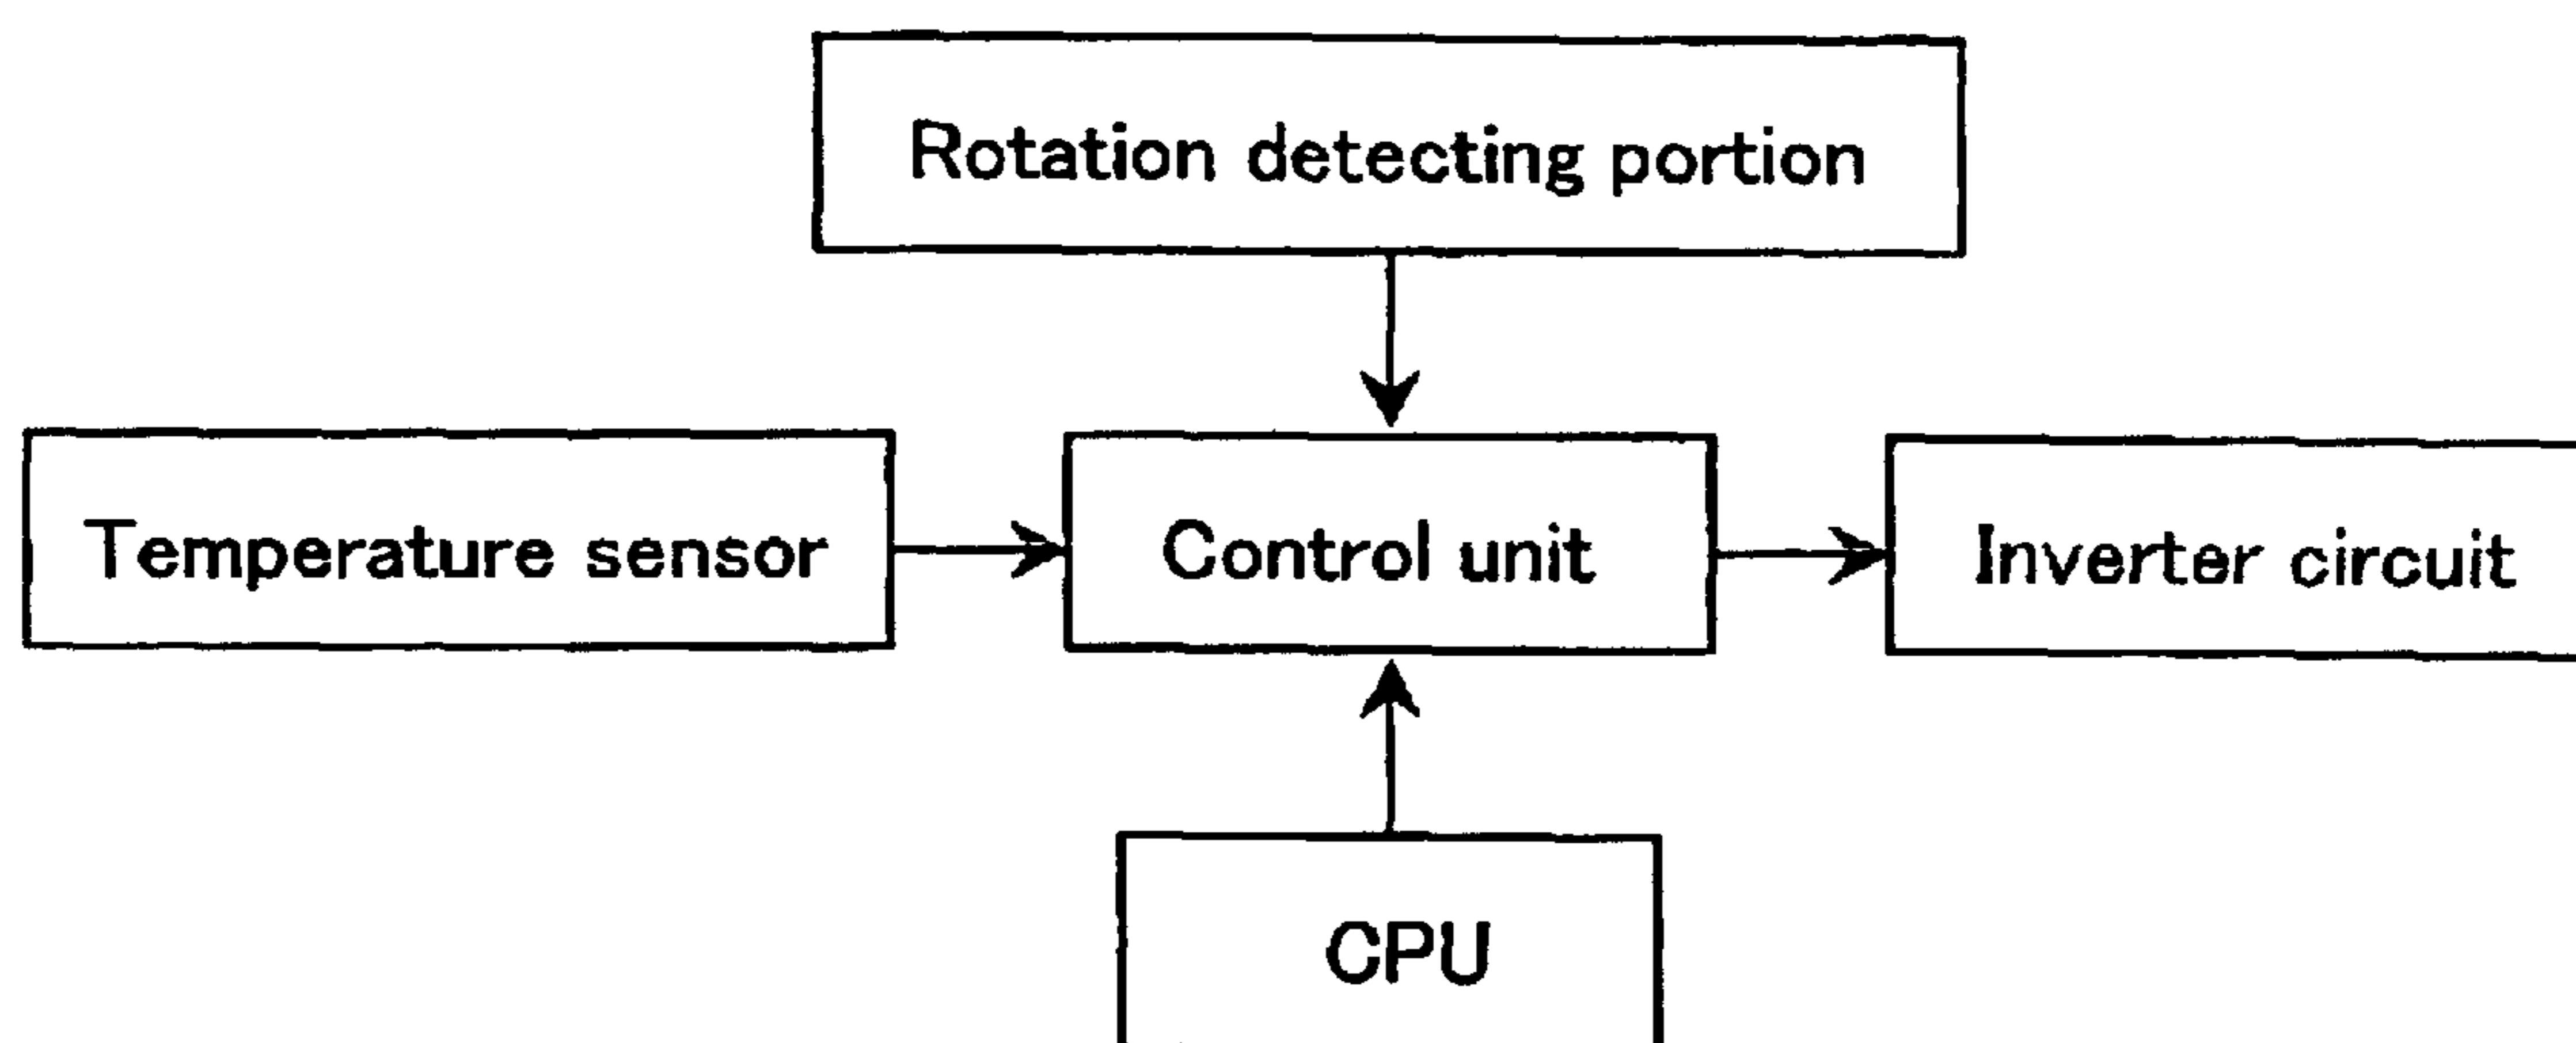 Rotation detecting portion
Temperature sensor
Control unit
Inverter circuit
CPU